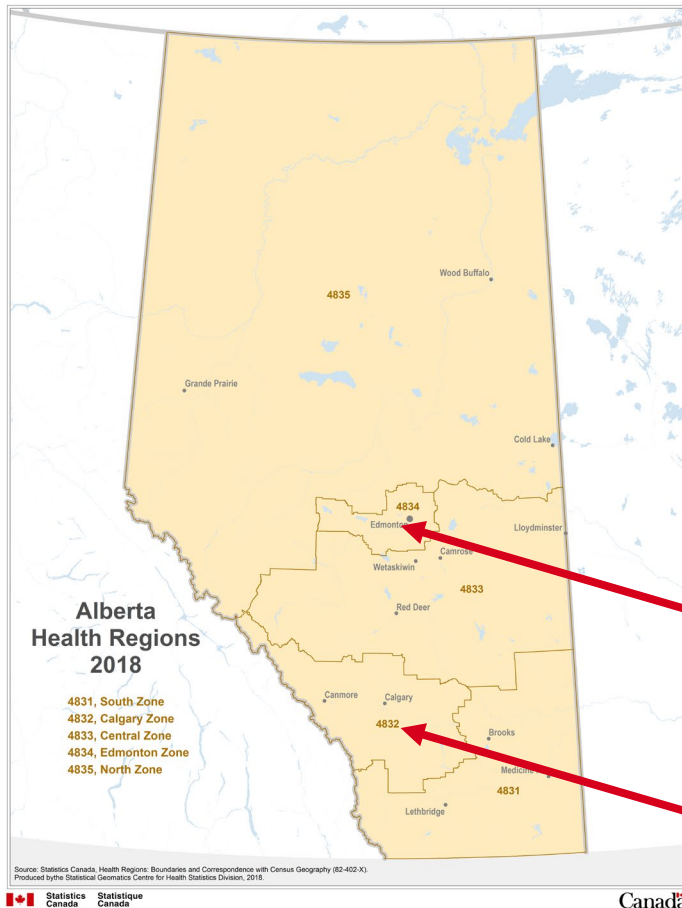 4835
Wood Buffalo
Grande Prairie
Cold Lake
4834
Edmonton
Lloydminster
Camrose
Wetaskiwin
4833
Red Deer
Alberta
Health Regions
2018
4831, South Zone
4832, Calgary Zone
4833, Central Zone
4834, Edmonton Zone
4835, North Zone
Canmore
Calgary
4832
Brooks
Medicine
4831
Lethbridge
Source: Statistics Canada, Health Regions: Boundaries and Correspondence with Census Geography (82-402-X).
Produced bythe Statistical Geomatics Centre for Health Statistics Division, 2018.
Statistics Statistique
Canada Canada
Canada